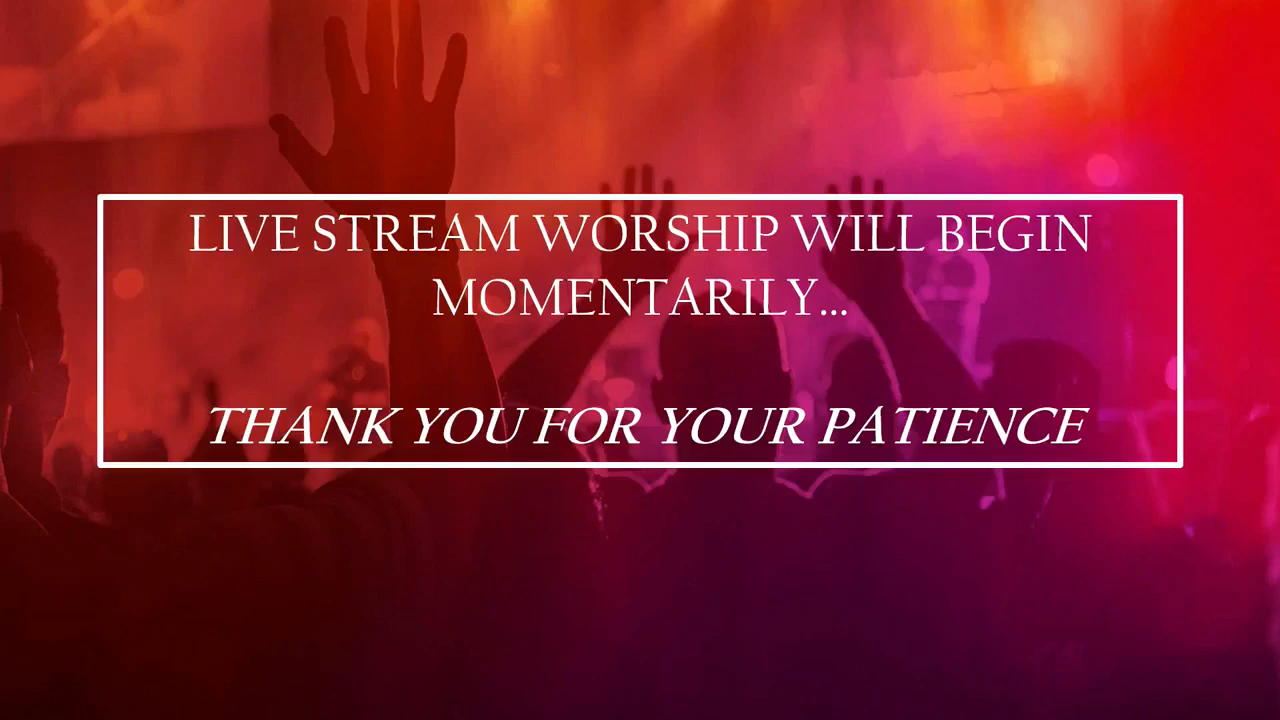 LIVE STREAM WORSHIP WILL BEGIN
MOMENTARILY...
THANK YOU FOR YOUR PATIENCE